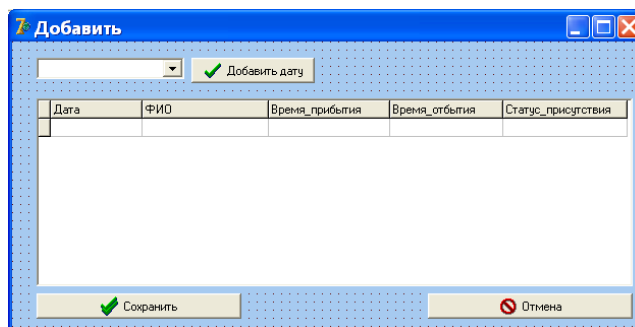 Добавить
Добавить дату
Дата ФИО Время_прибытия Время_отбытия Статус_присутствия
Сохранить Отмена